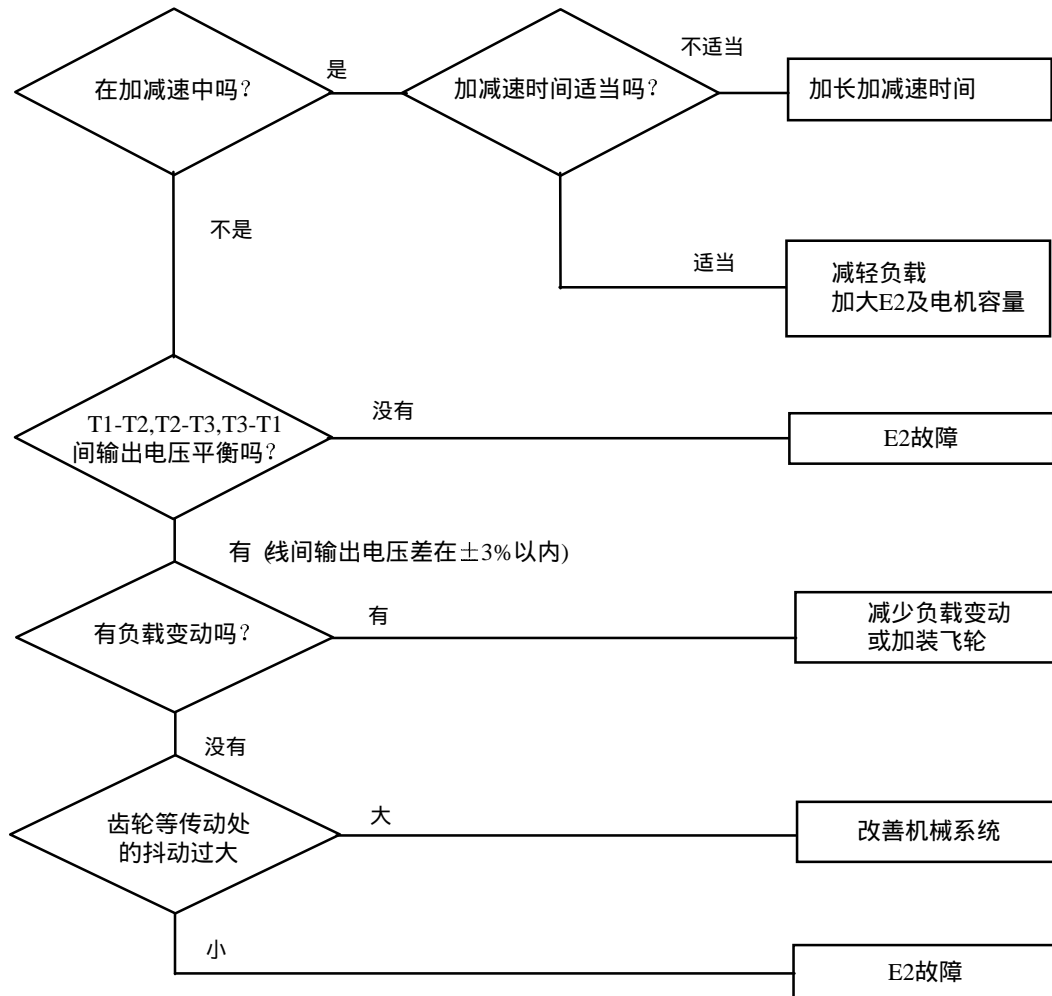 不适当
是
在加减速中吗？
加减速时间适当吗？
加长加减速时间
不是
适当
减轻负载
加大E2及电机容量
没有
T1-T2,T2-T3,T3-T1
间输出电压平衡吗？
E2故障
有 (线间输出电压差在±3%以内)
有负载变动吗？
有
减少负载变动
或加装飞轮
没有
大
齿轮等传动处
的抖动过大
改善机械系统
小
E2故障